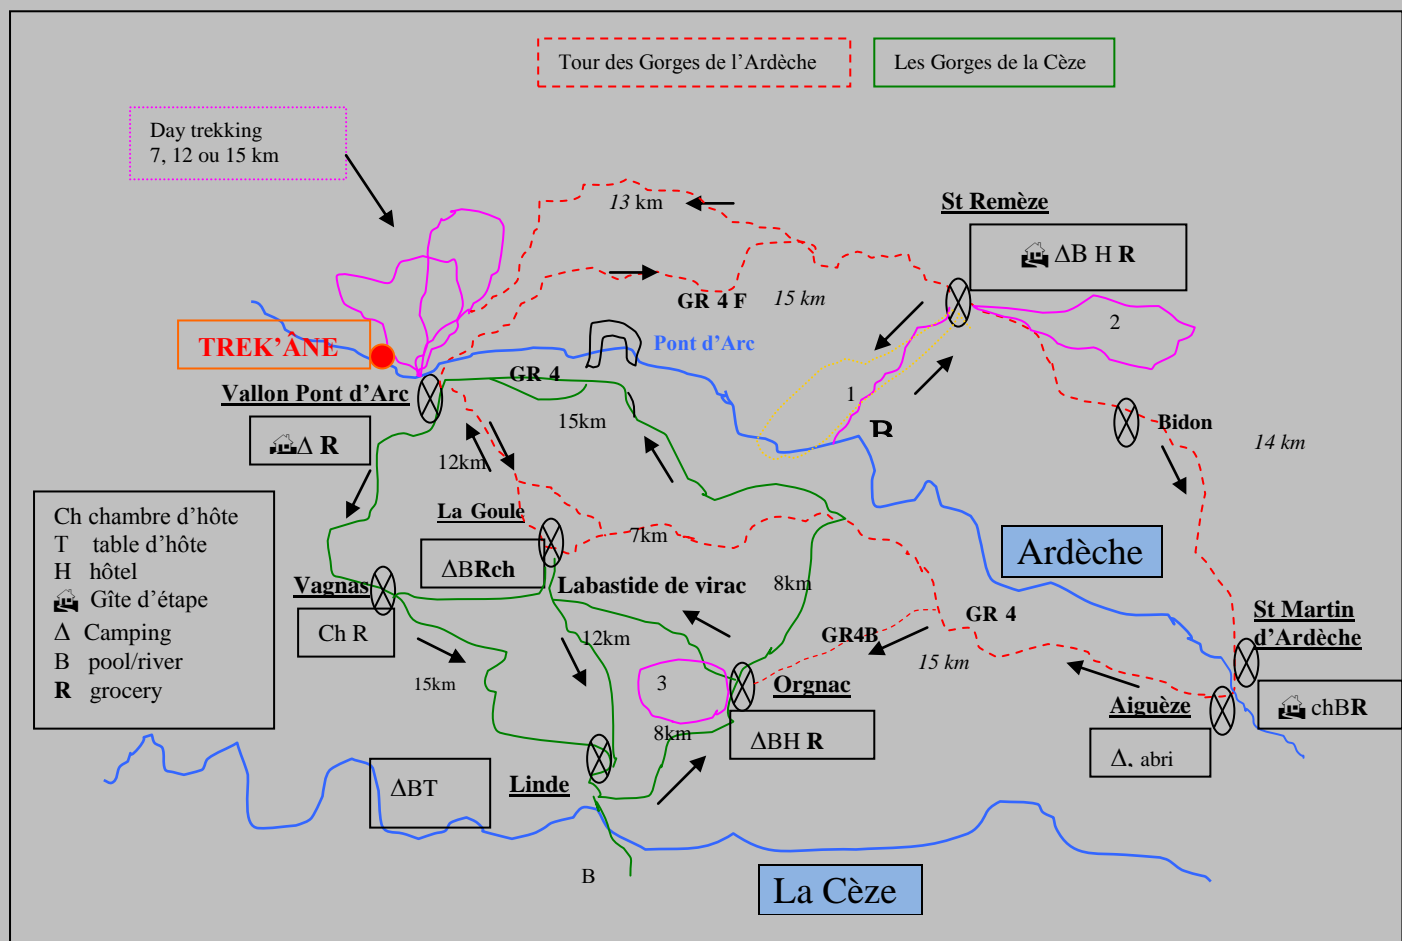 Tour des Gorges de l'Ardèche
Les Gorges de la Cèze
Day trekking
7, 12 ou 15 km
13 km
St Remèze
ΔB H R
GR 4 F
15 km
2
TREK'ÂNE
Pont d'Arc
GR 4
Vallon Pont d'Arc
1
B
15km
Bidon
14 km
Δ R
12km
Ch chambre d'hôte
T table d'hôte
H hôtel
Gîte d'étape
Δ Camping
B pool/river
R grocery
La Goule
7km
ΔBRch
Ardèche
Vagnas
Labastide de virac
8km
Ch R
12km
GR4B
GR 4
15 km
St Martin
d'Ardèche
15km
3
Orgnac
Aiguèze
chBR
8km
ΔBH R
Δ. abri
Linde
ΔBT
B
La Cèze